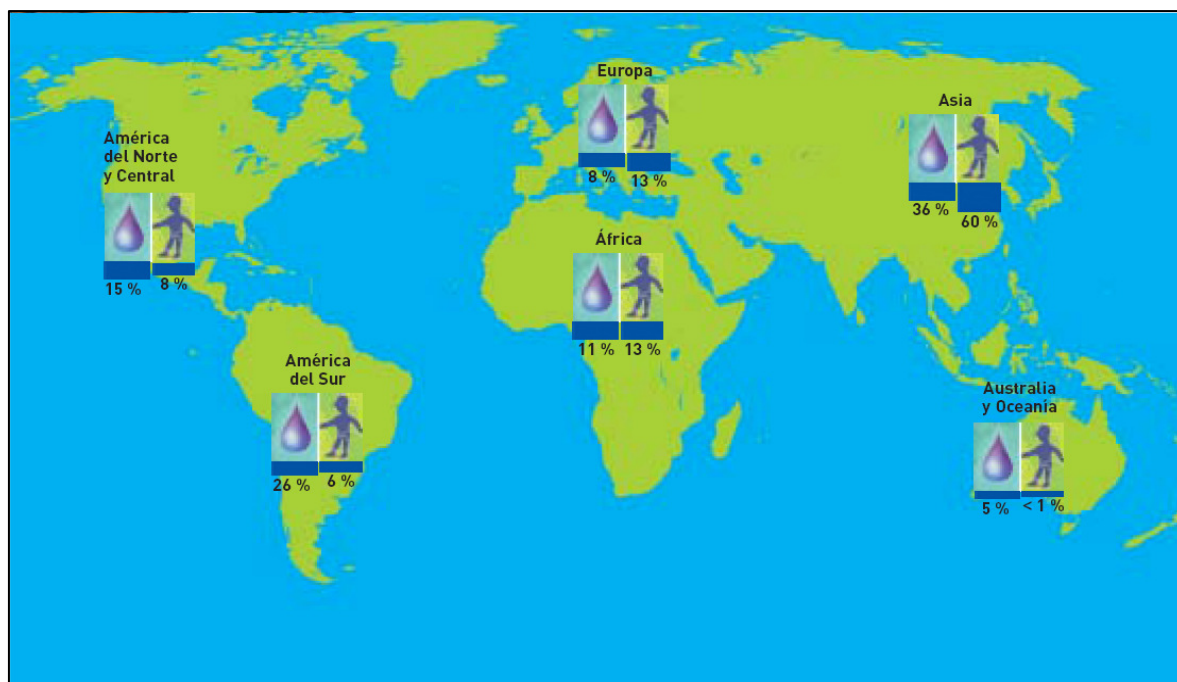 Europa
8 % 13 %
Asia
36 % 60 %
América
del Norte
y Central
15 % 8 %
África
11 % 13 %
América
del Sur
26 % 6 %
Australia
y Oceanía
5 % < 1 %